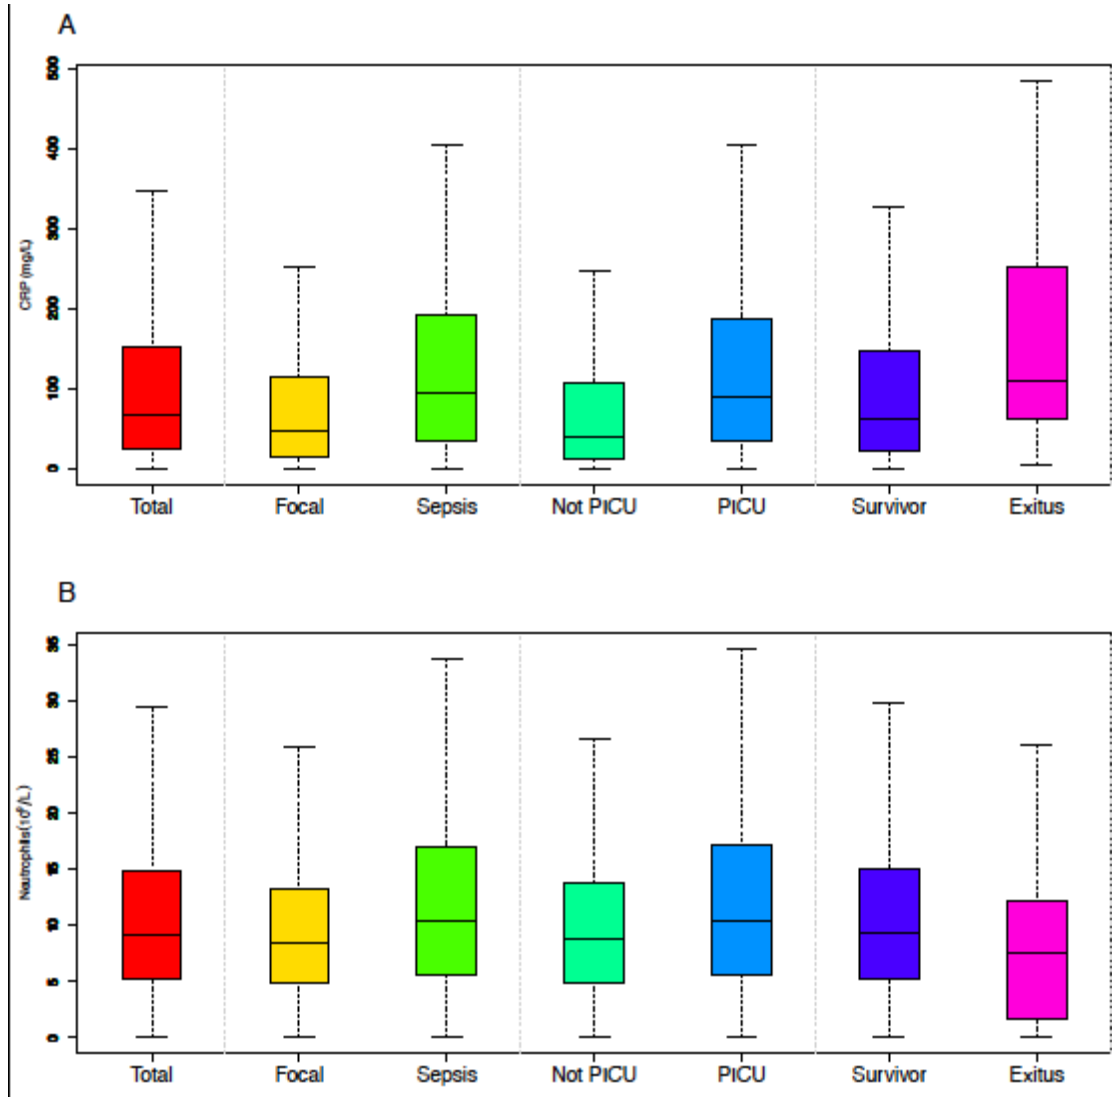 A
500
400
300
200
100
0
CRP (mg/L)
Total Focal Sepsis Not PICU PICU Survivor Exitus
B
35
30
25
20
15
10
5
0
Neutrophils(10⁹/L)
Total Focal Sepsis Not PICU PICU Survivor Exitus